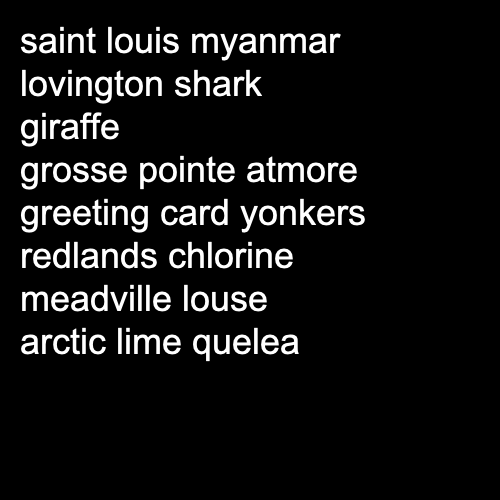 saint louis myanmar
lovington shark
giraffe
grosse pointe atmore
greeting card yonkers
redlands chlorine
meadville louse
arctic lime quelea